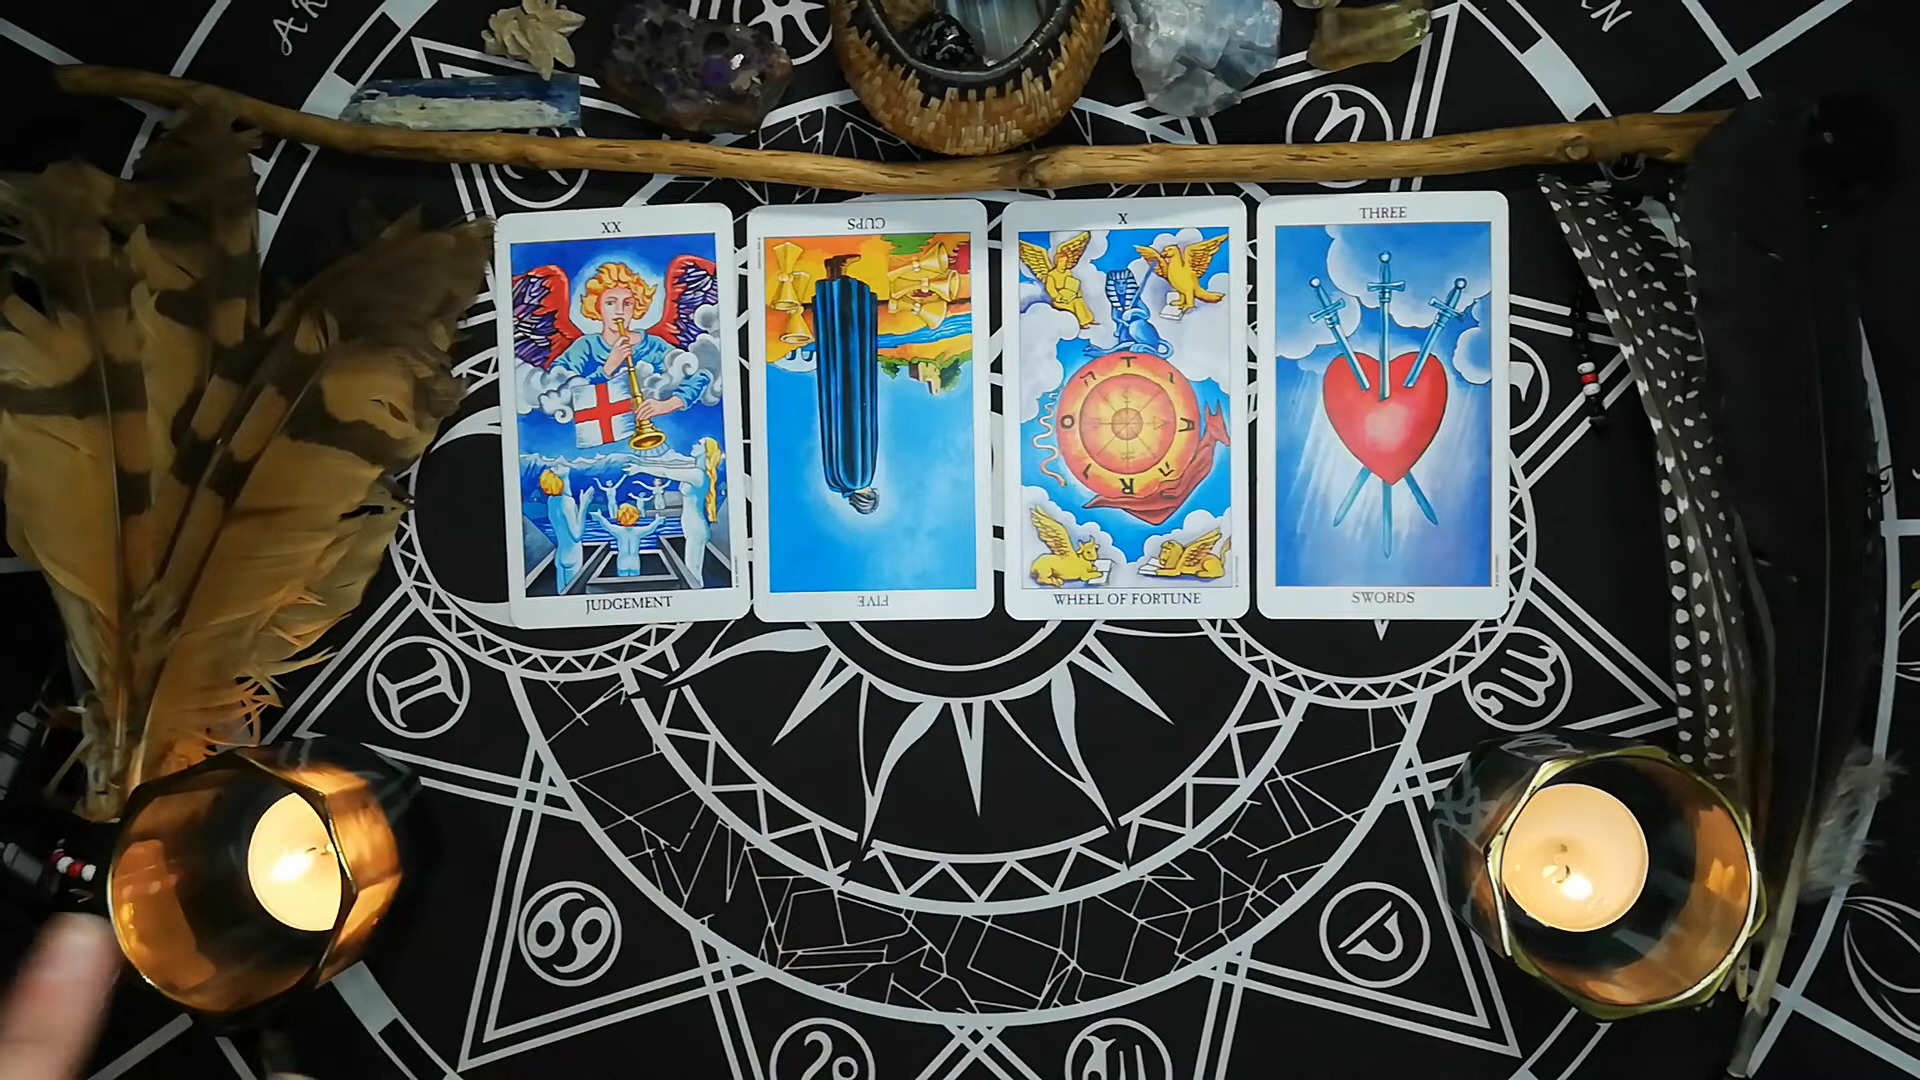 XX
JUDGEMENT
CUPS
FIVE
X
WHEEL OF FORTUNE
THREE
SWORDS